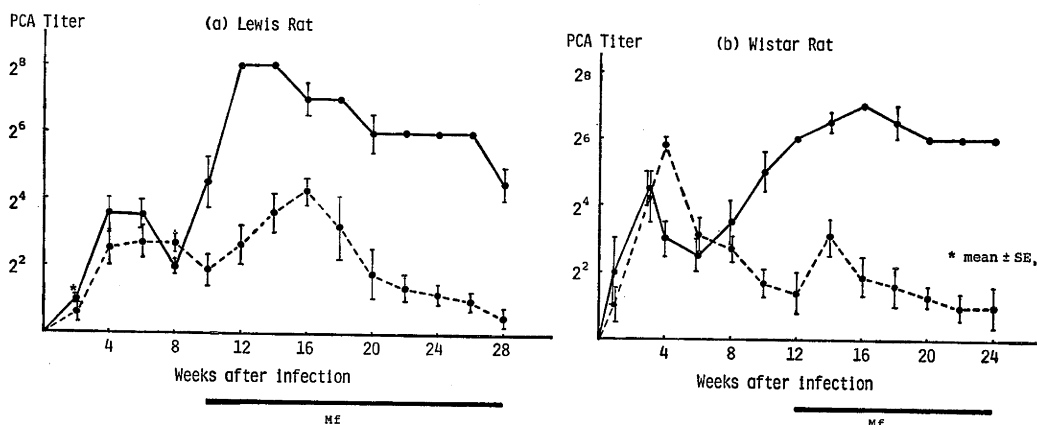 PCA Titer
(a) Lewis Rat
2⁸
2⁶
2⁴
2²
*
4 8 12 16 20 24 28
Weeks after infection
Mf
PCA Titer
(b) Wistar Rat
2⁸
2⁶
2⁴
2²
* mean ± SE
4 8 12 16 20 24
Weeks after infection
Mf